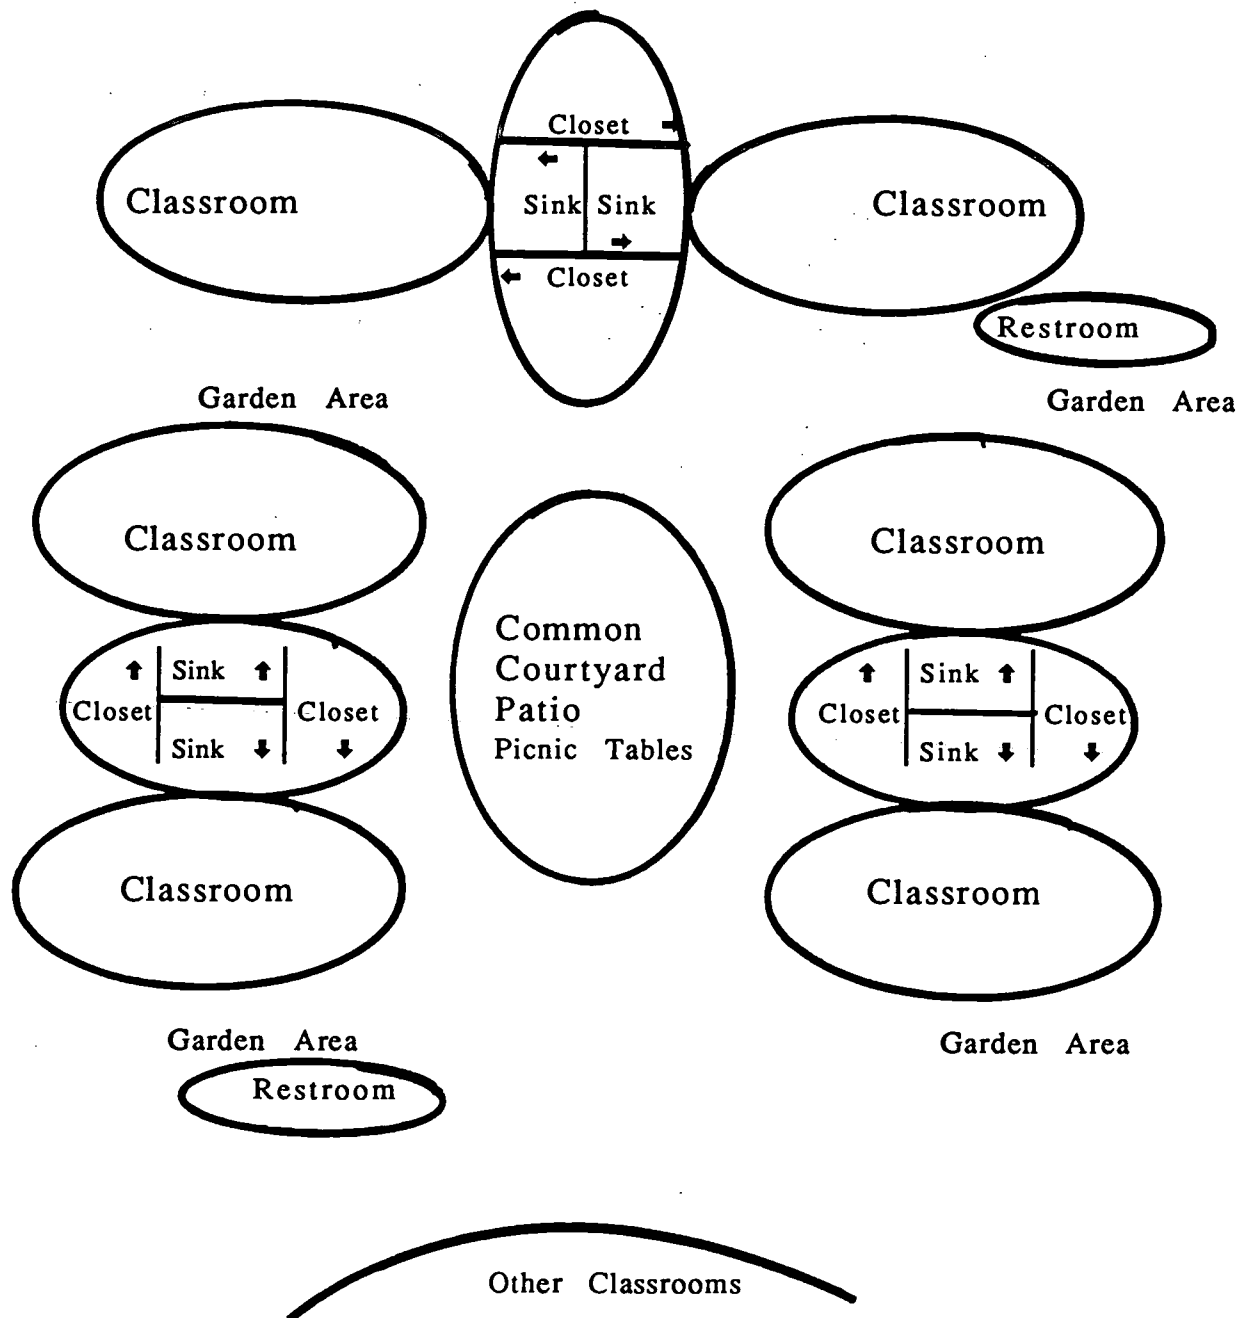 Closet
Classroom
Sink Sink
Classroom
Closet
Restroom
Garden Area
Garden Area
Classroom
Classroom
Common
Courtyard
Patio
Picnic Tables
Sink
Closet
Closet
Sink
Sink
Closet
Closet
Sink
Classroom
Classroom
Garden Area
Garden Area
Restroom
Other Classrooms